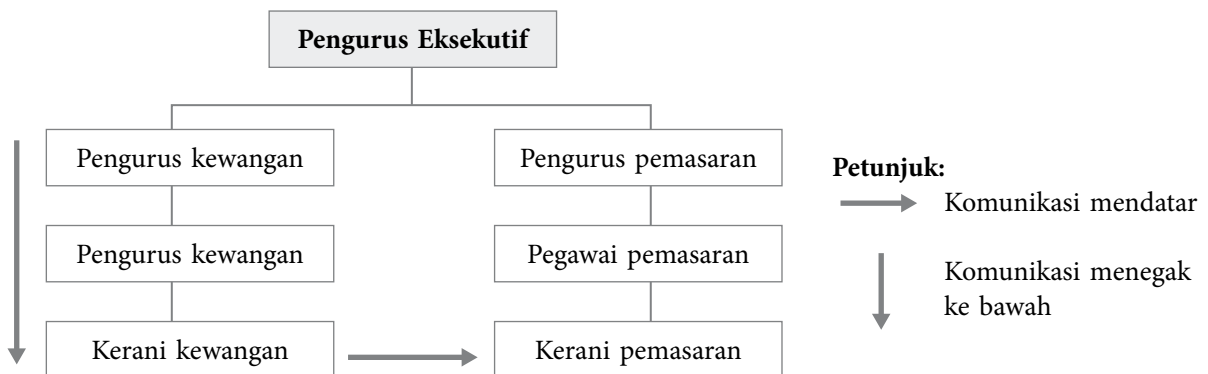 Pengurus Eksekutif
Pengurus kewangan
Pengurus pemasaran
Pengurus kewangan
Pegawai pemasaran
Kerani kewangan
Kerani pemasaran
Petunjuk:
Komunikasi mendatar
Komunikasi menegak
ke bawah